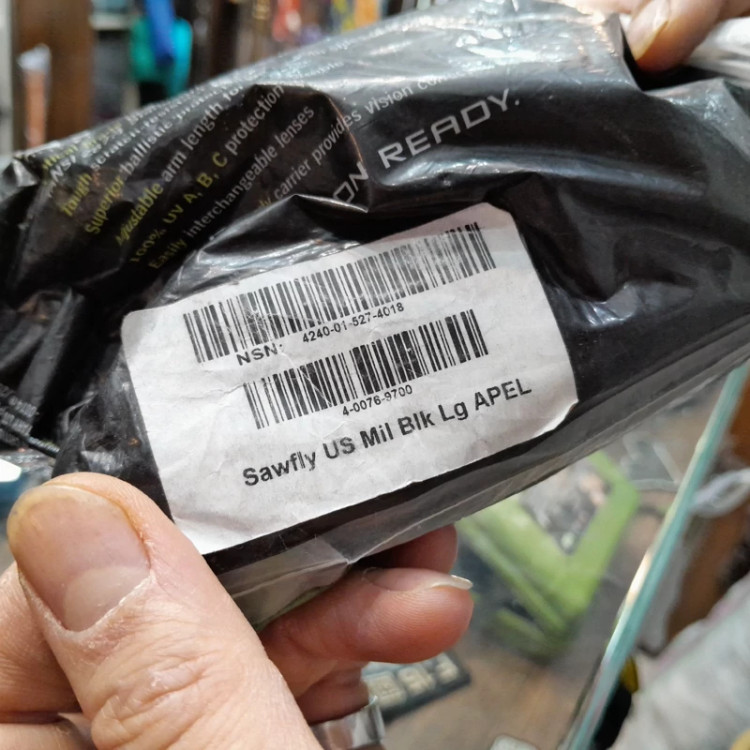 Superior ballistic
Adjustable arm length for
100% UV A, B, C protection
Easily interchangeable lenses
carrier provides vision
ON READY.
NSN: 4240-01-527-4018
4-0076-9700
Sawfly US Mil Blk Lg APEL